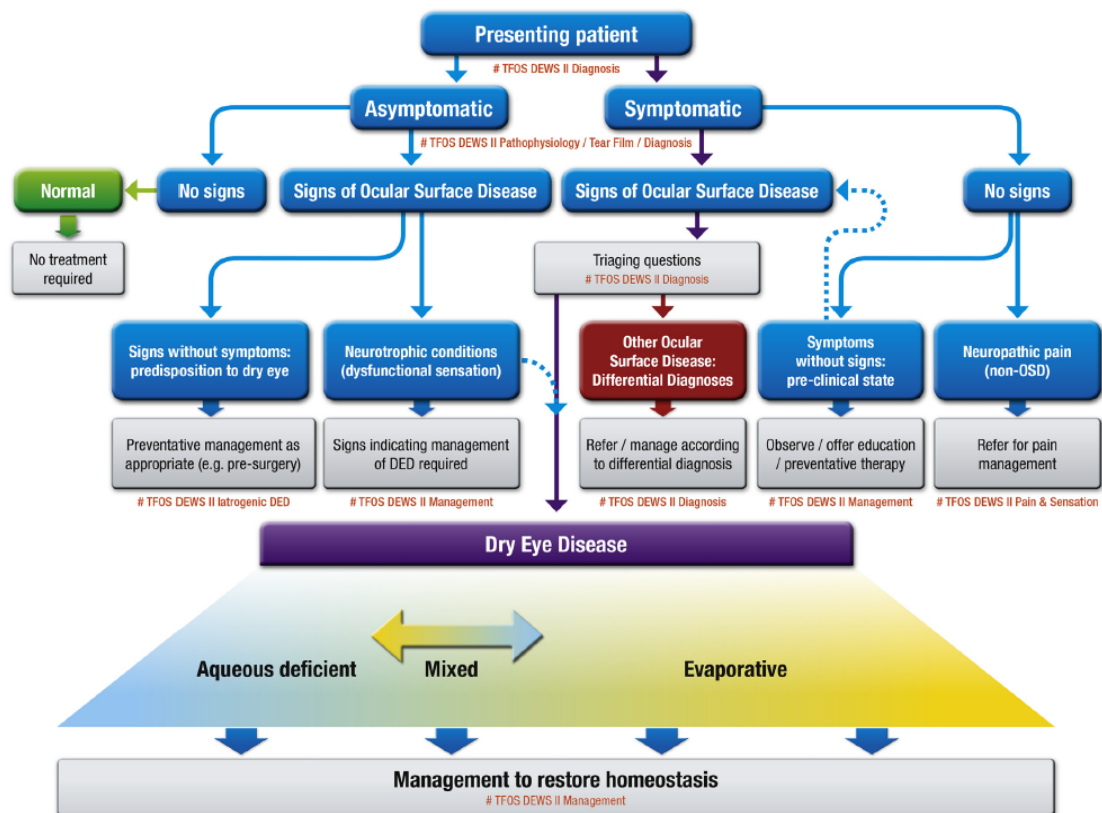 Presenting patient
# TFOS DEWS II Diagnosis
Asymptomatic
Symptomatic
# TFOS DEWS II Pathophysiology / Tear Film / Diagnosis
Normal
No signs
Signs of Ocular Surface Disease
Signs of Ocular Surface Disease
No signs
No treatment
required
Triaging questions
# TFOS DEWS II Diagnosis
Signs without symptoms:
predisposition to dry eye
Neurotrophic conditions
(dysfunctional sensation)
Other Ocular
Surface Disease:
Differential Diagnoses
Symptoms
without signs:
pre-clinical state
Neuropathic pain
(non-OSD)
Preventative management as
appropriate (e.g. pre-surgery)
Signs indicating management
of DED required
Refer / manage according
to differential diagnosis
Observe / offer education
/ preventative therapy
Refer for pain
management
# TFOS DEWS II Iatrogenic DED
# TFOS DEWS II Management
# TFOS DEWS II Diagnosis
# TFOS DEWS II Management
# TFOS DEWS II Pain & Sensation
Dry Eye Disease
Aqueous deficient
Mixed
Evaporative
Management to restore homeostasis
# TFOS DEWS II Management